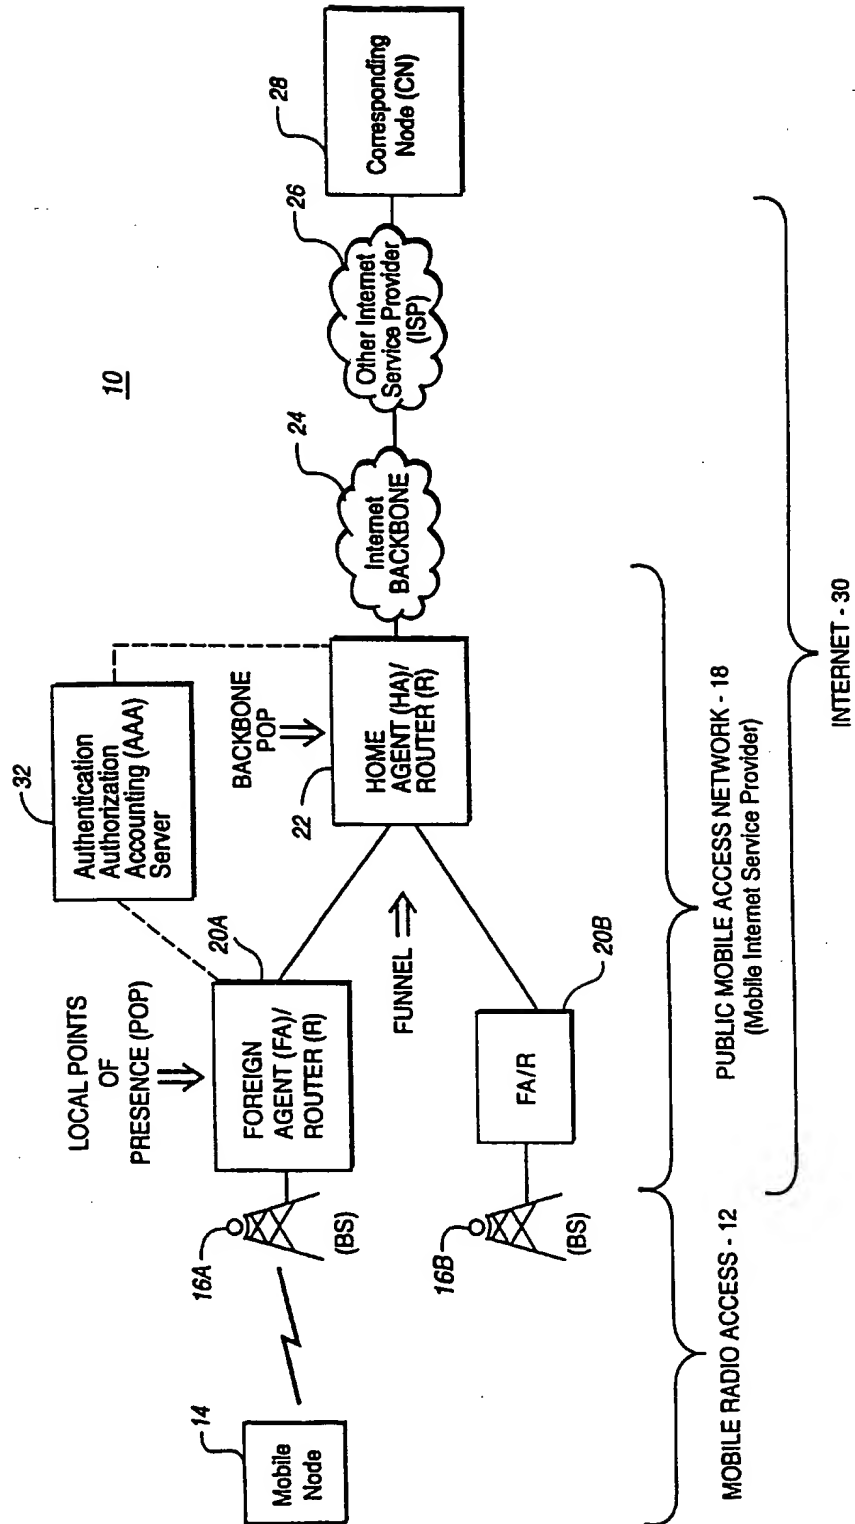 10
32
Authentication
Authorization
Accounting (AAA)
Server
LOCAL POINTS
OF
PRESENCE (POP)
20A
FOREIGN
AGENT (FA)/
ROUTER (R)
BACKBONE
POP
22
HOME
AGENT (HA)/
ROUTER (R)
24
Internet
BACKBONE
26
Other Internet
Service Provider
(ISP)
28
Corresponding
Node (CN)
14
Mobile
Node
16A
(BS)
FUNNEL
16B
(BS)
20B
FA/R
MOBILE RADIO ACCESS - 12
PUBLIC MOBILE ACCESS NETWORK - 18
(Mobile Internet Service Provider)
INTERNET - 30